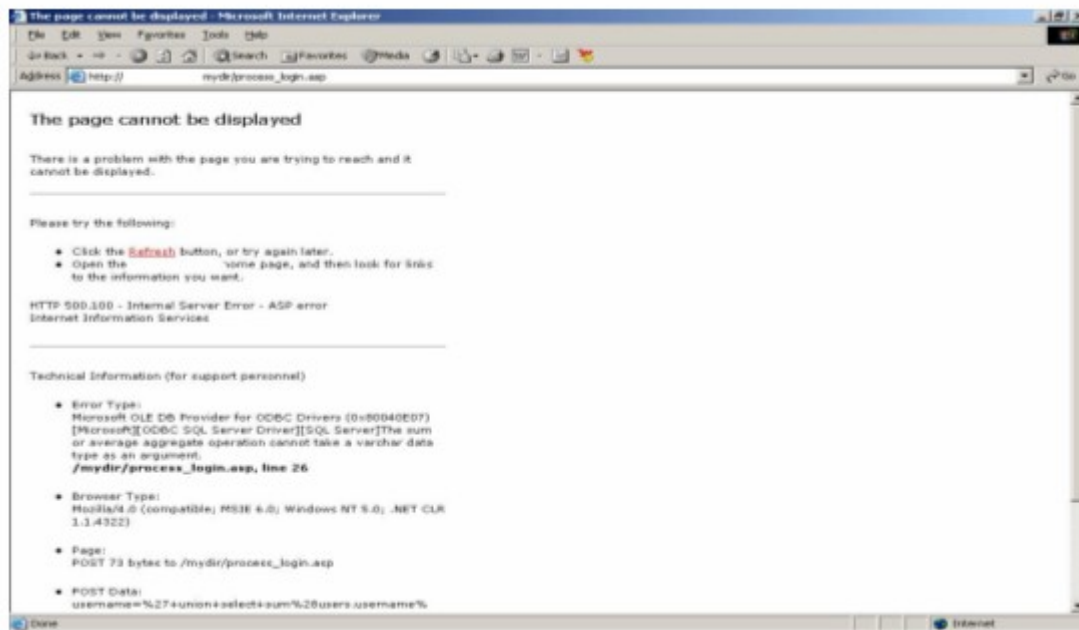 The page cannot be displayed - Microsoft Internet Explorer
File Edit View Favorites Tools Help
Back Search Favorites Media
Address http:// mydir/process_login.asp Go
The page cannot be displayed
There is a problem with the page you are trying to reach and it
cannot be displayed.
Please try the following:
• Click the Refresh button, or try again later.
• Open the home page, and then look for links
to the information you want.
HTTP 500.100 - Internal Server Error - ASP error
Internet Information Services
Technical Information (for support personnel)
• Error Type:
Microsoft OLE DB Provider for ODBC Drivers (0x80040E07)
[Microsoft][ODBC SQL Server Driver][SQL Server]The sum
or average aggregate operation cannot take a varchar data
type as an argument.
/mydir/process_login.asp, line 26
• Browser Type:
Mozilla/4.0 (compatible; MSIE 6.0; Windows NT 5.0; .NET CLR
1.1.4322)
• Page:
POST 73 bytes to /mydir/process_login.asp
• POST Data:
username=%27+union+select+sum%28users.username%
Done Internet